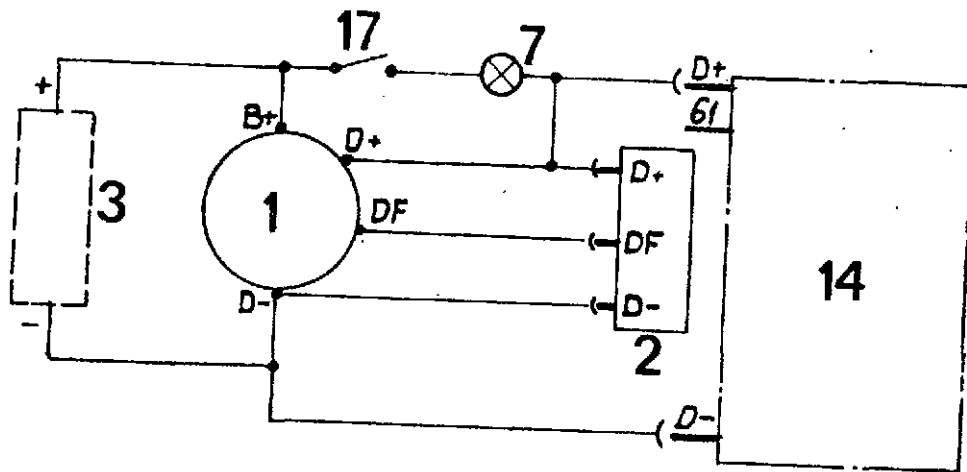 17
7
+
B+
D+
D+
61
3
1
D+
DF
DF
14
D-
D-
-
2
D-